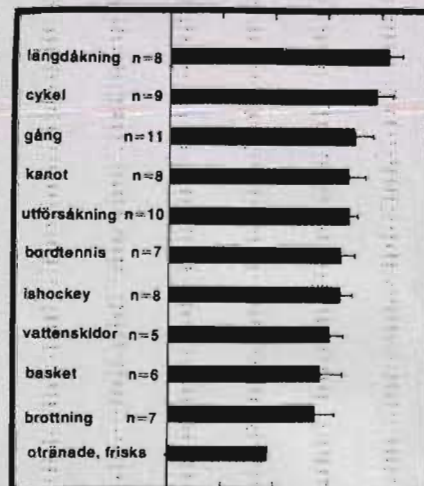 längdåkning n=8
cykel n=9
gång n=11
kanot n=8
utförsåkning n=10
bordtennis n=7
ishockey n=8
vattenskidor n=5
basket n=6
brottning n=7
otränade, friska